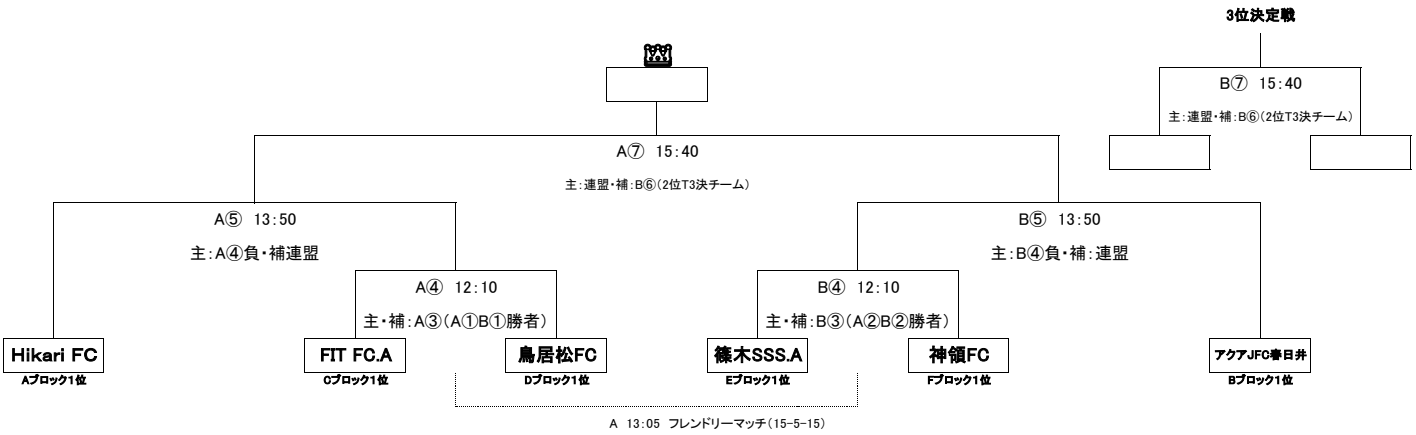 3位決定戦
B⑦ 15:40
主:連盟・補:B⑥(2位T3決チーム)
A⑦ 15:40
主:連盟・補:B⑥(2位T3決チーム)
A⑤ 13:50
主:A④負・補連盟
B⑤ 13:50
主:B④負・補:連盟
A④ 12:10
主・補:A③(A①B①勝者)
B④ 12:10
主・補:B③(A②B②勝者)
Hikari FC
Aブロック1位
FIT FC.A
Cブロック1位
鳥居松FC
Dブロック1位
篠木SSS.A
Eブロック1位
神領FC
Fブロック1位
アクアJFC春日井
Bブロック1位
A 13:05 フレンドリーマッチ(15-5-15)